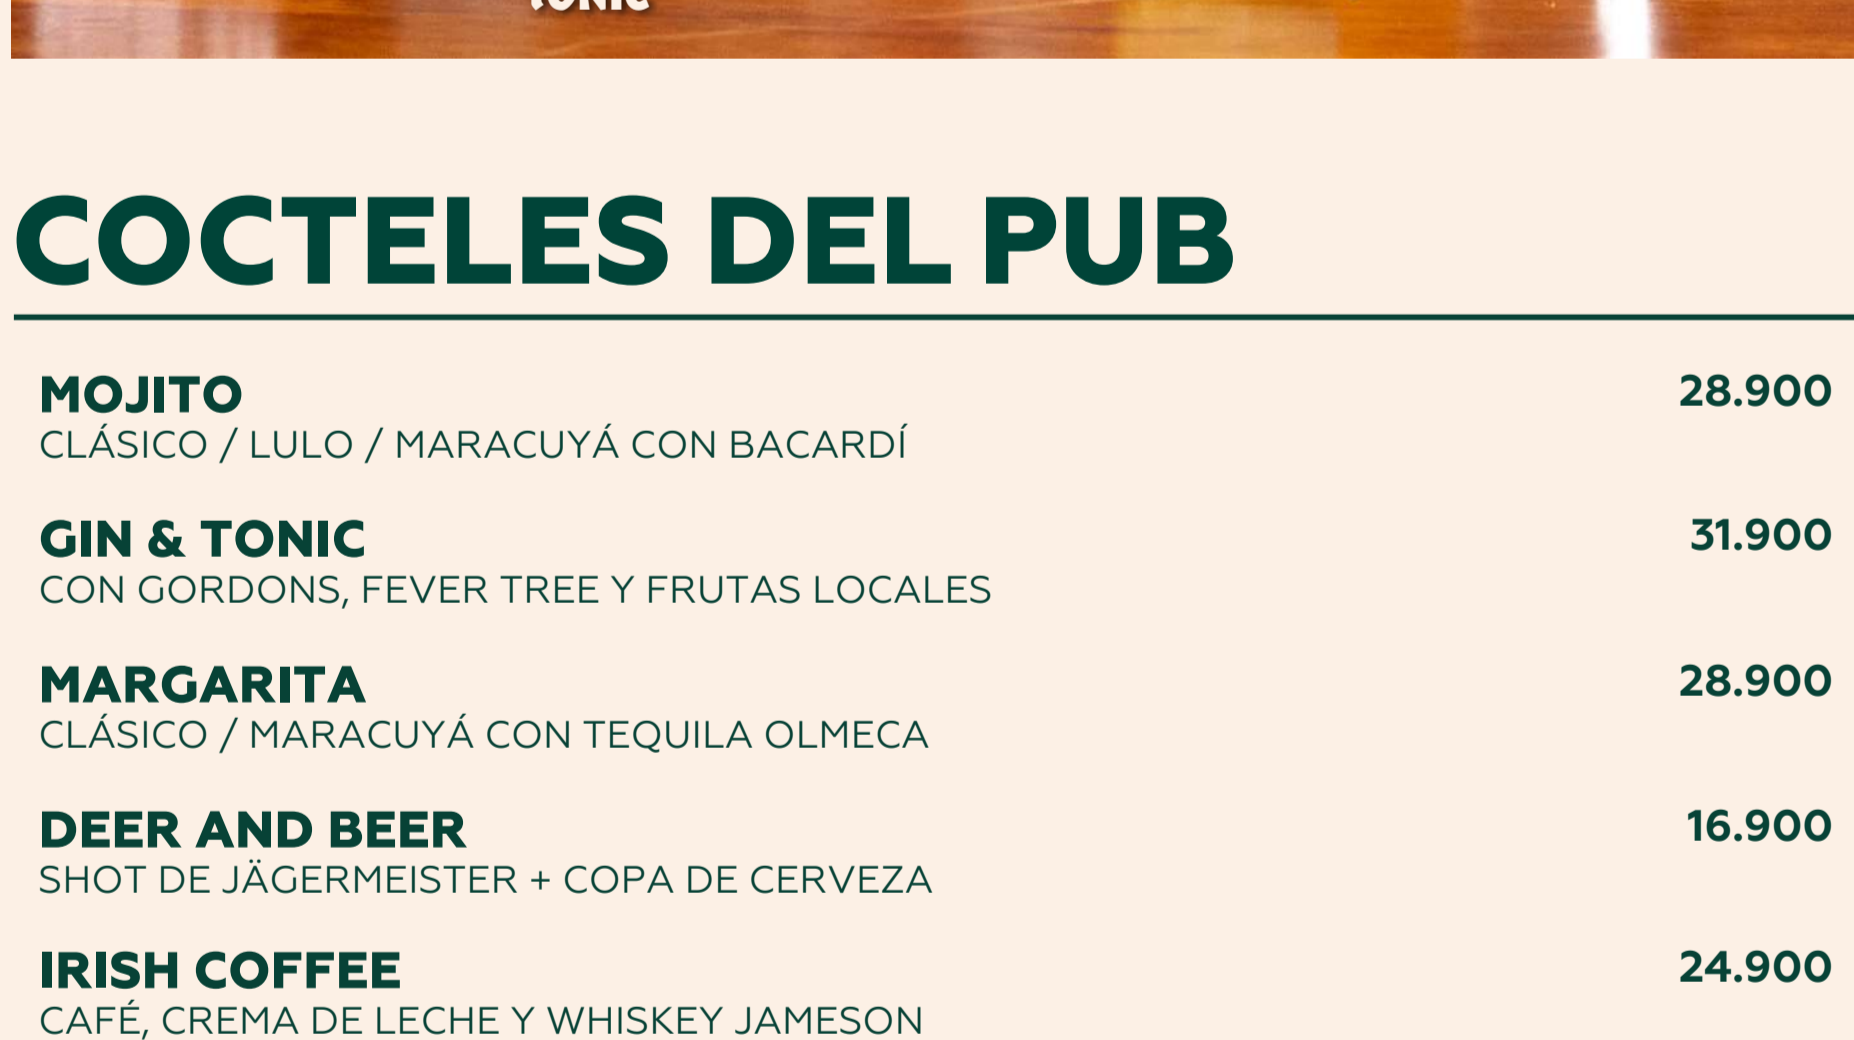 COCTELES DEL PUB
MOJITO 28.900
CLÁSICO / LULO / MARACUYÁ CON BACARDÍ
GIN & TONIC 31.900
CON GORDONS, FEVER TREE Y FRUTAS LOCALES
MARGARITA 28.900
CLÁSICO / MARACUYÁ CON TEQUILA OLMECA
DEER AND BEER 16.900
SHOT DE JÄGERMEISTER + COPA DE CERVEZA
IRISH COFFEE 24.900
CAFÉ, CREMA DE LECHE Y WHISKEY JAMESON